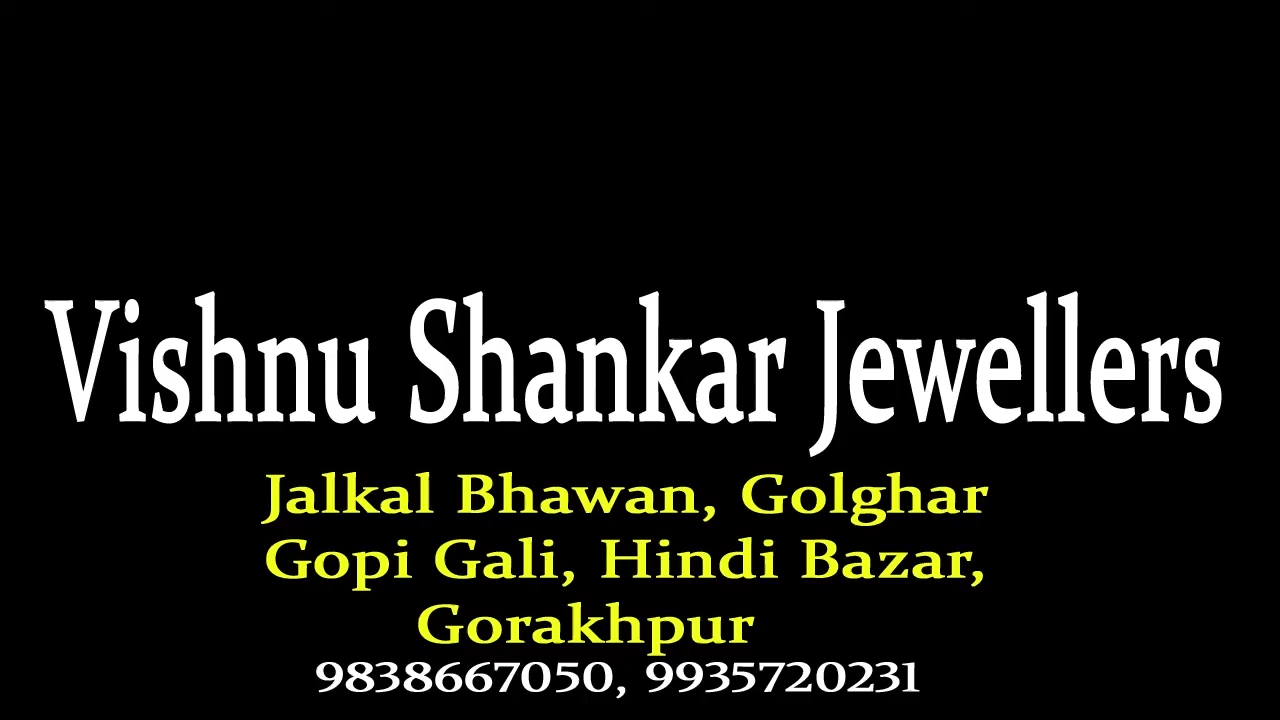 Vishnu Shankar Jewellers
Jalkal Bhawan, Golghar
Gopi Gali, Hindi Bazar,
Gorakhpur
9838667050, 9935720231